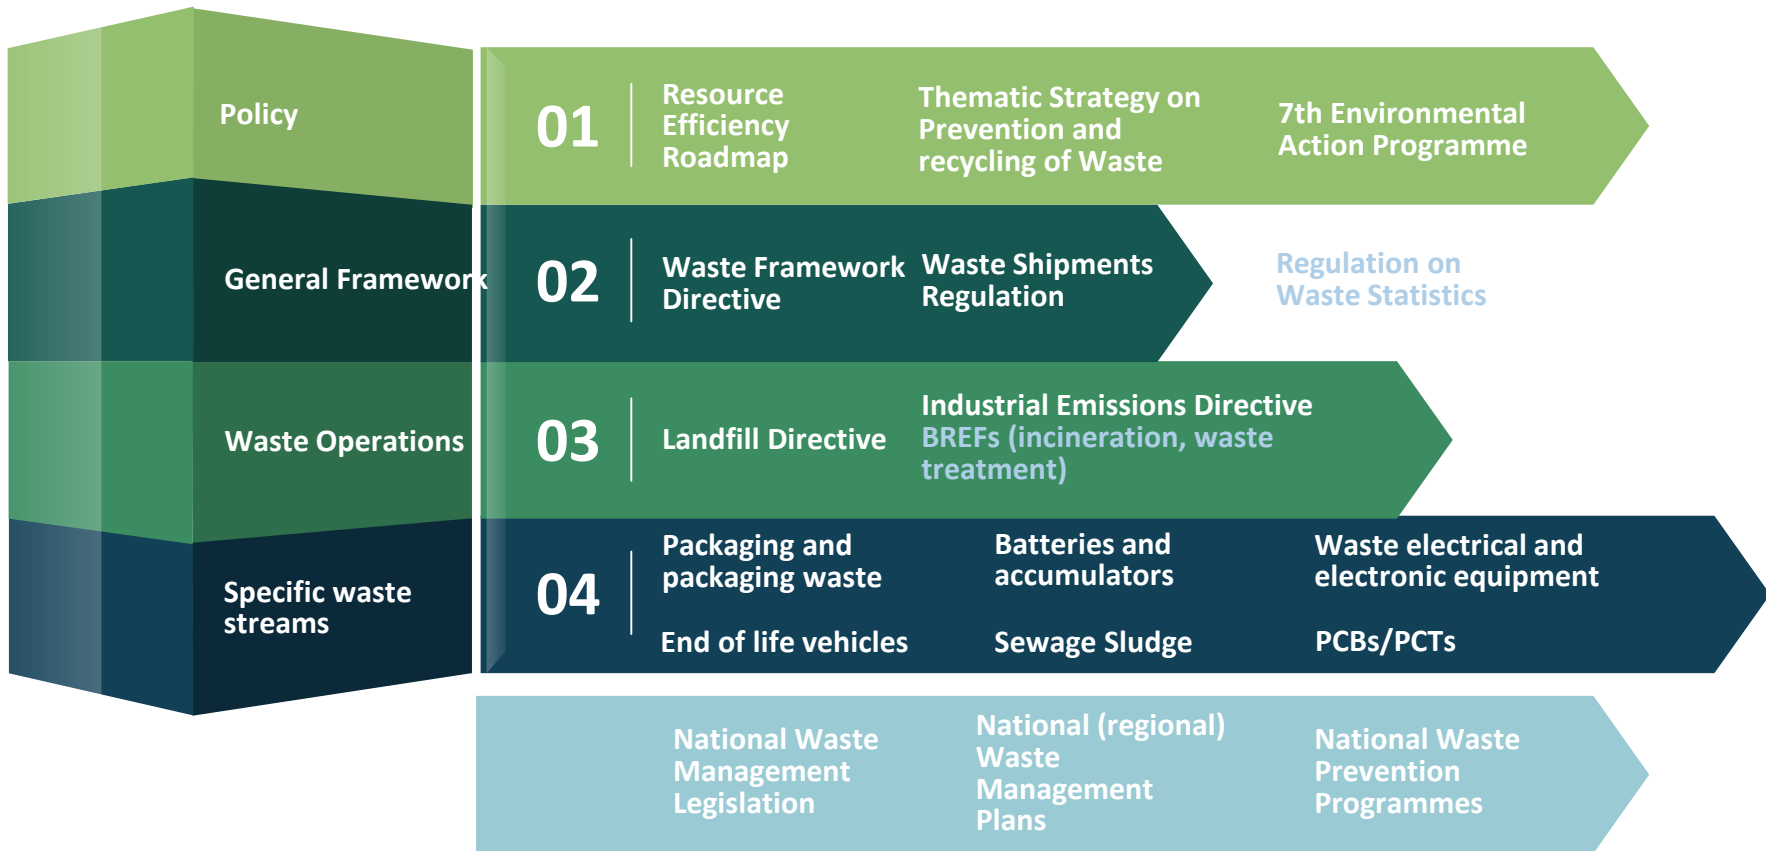 Policy
01
Resource
Efficiency
Roadmap
Thematic Strategy on
Prevention and
recycling of Waste
7th Environmental
Action Programme
General Framework
02
Waste Framework
Directive
Waste Shipments
Regulation
Regulation on
Waste Statistics
Waste Operations
03
Landfill Directive
Industrial Emissions Directive
BREFs (incineration, waste
treatment)
Specific waste
streams
04
Packaging and
packaging waste
Batteries and
accumulators
Waste electrical and
electronic equipment
End of life vehicles
Sewage Sludge
PCBs/PCTs
National Waste
Management
Legislation
National (regional)
Waste
Management
Plans
National Waste
Prevention
Programmes